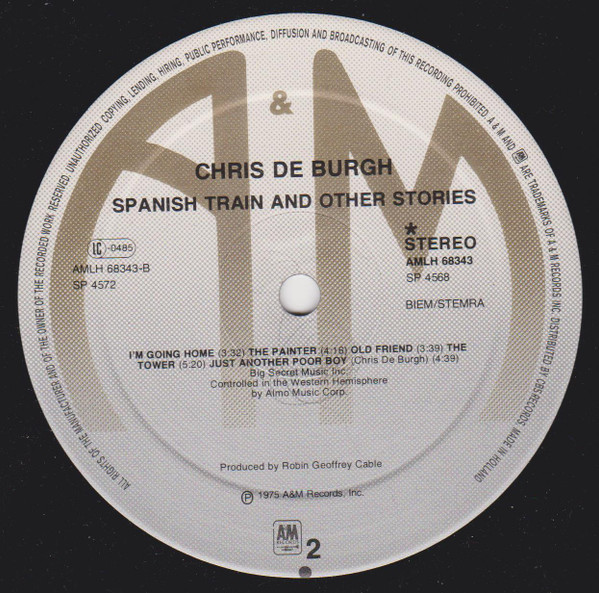 ALL RIGHTS OF THE MANUFACTURER AND OF THE OWNER OF THE RECORDED WORK RESERVED. UNAUTHORIZED COPYING, LENDING, HIRING, PUBLIC PERFORMANCE, DIFFUSION AND BROADCASTING OF THIS RECORDING PROHIBITED. A & M AND AM ARE TRADEMARKS OF A & M RECORDS INC. DISTRIBUTED BY CBS-RECORDS MADE IN HOLLAND
A & M
CHRIS DE BURGH
SPANISH TRAIN AND OTHER STORIES
LC -0485
AMLH 68343-B
SP 4572
*
STEREO
AMLH 68343
SP 4568
BIEM/STEMRA
I'M GOING HOME (3:32) THE PAINTER (4:16) OLD FRIEND (3:39) THE
TOWER (5:20) JUST ANOTHER POOR BOY (Chris De Burgh) (4:39)
Big Secret Music Inc.
Controlled in the Western Hemisphere
by Almo Music Corp.
Produced by Robin Geoffrey Cable
Ⓟ 1975 A&M Records, Inc.
AM
2